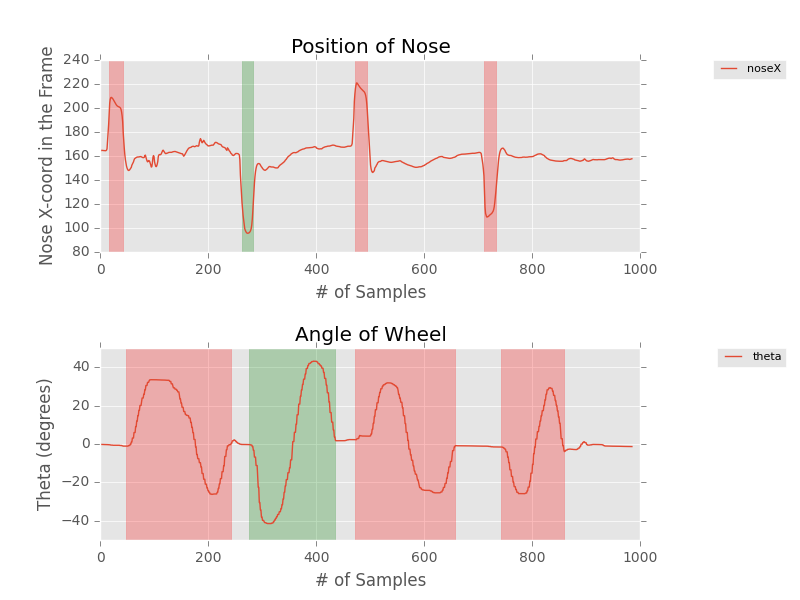 Position of Nose
noseX
Nose X-coord in the Frame
240
220
200
180
160
140
120
100
80
0 200 400 600 800 1000
# of Samples
Angle of Wheel
theta
Theta (degrees)
40
20
0
−20
−40
0 200 400 600 800 1000
# of Samples